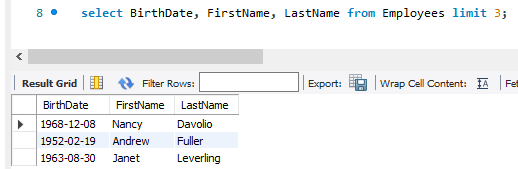 8 select BirthDate, FirstName, LastName from Employees limit 3;
Result Grid Filter Rows: Export: Wrap Cell Content: Fet
BirthDate FirstName LastName
1968-12-08 Nancy Davolio
1952-02-19 Andrew Fuller
1963-08-30 Janet Leverling